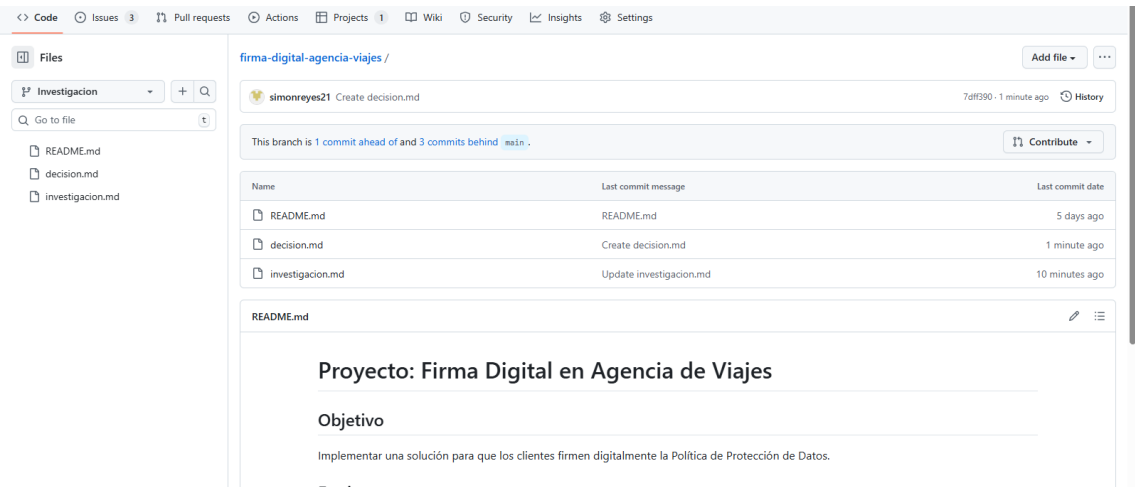 Code Issues 3 Pull requests Actions Projects 1 Wiki Security Insights Settings
Files
Investigacion
Go to file t
README.md
decision.md
investigacion.md
firma-digital-agencia-viajes /
Add file
simonreyes21 Create decision.md
7dff390 · 1 minute ago History
This branch is 1 commit ahead of and 3 commits behind main .
Contribute
Name Last commit message Last commit date
README.md README.md 5 days ago
decision.md Create decision.md 1 minute ago
investigacion.md Update investigacion.md 10 minutes ago
README.md
Proyecto: Firma Digital en Agencia de Viajes
Objetivo
Implementar una solución para que los clientes firmen digitalmente la Política de Protección de Datos.